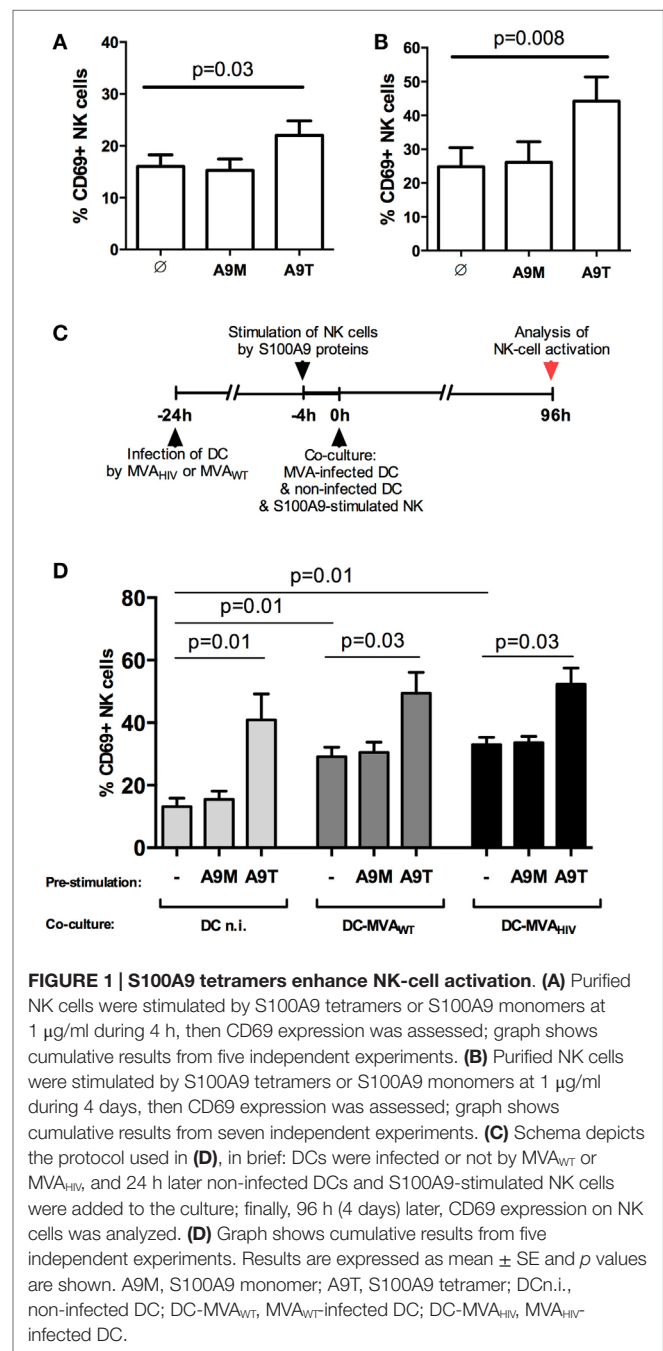 A
40
30
20
10
0
% CD69+ NK cells
p=0.03
∅ A9M A9T
B
60
50
40
30
20
10
0
% CD69+ NK cells
p=0.008
∅ A9M A9T
C
Stimulation of NK cells
by S100A9 proteins
Analysis of
NK-cell activation
-24h -4h 0h 96h
Infection of DC
by MVAHIV or MVAWT
Co-culture:
MVA-infected DC
& non-infected DC
& S100A9-stimulated NK
D
80
60
40
20
0
% CD69+ NK cells
p=0.01
p=0.01
p=0.01 p=0.03 p=0.03
Pre-stimulation: - A9M A9T - A9M A9T - A9M A9T
Co-culture: DC n.i. DC-MVAWT DC-MVAHIV
FIGURE 1 | S100A9 tetramers enhance NK-cell activation. (A) Purified
NK cells were stimulated by S100A9 tetramers or S100A9 monomers at
1 μg/ml during 4 h, then CD69 expression was assessed; graph shows
cumulative results from five independent experiments. (B) Purified NK cells
were stimulated by S100A9 tetramers or S100A9 monomers at 1 μg/ml
during 4 days, then CD69 expression was assessed; graph shows
cumulative results from seven independent experiments. (C) Schema depicts
the protocol used in (D), in brief: DCs were infected or not by MVAWT or
MVAHIV, and 24 h later non-infected DCs and S100A9-stimulated NK cells
were added to the culture; finally, 96 h (4 days) later, CD69 expression on NK
cells was analyzed. (D) Graph shows cumulative results from five
independent experiments. Results are expressed as mean ± SE and p values
are shown. A9M, S100A9 monomer; A9T, S100A9 tetramer; DCn.i.,
non-infected DC; DC-MVAWT, MVAWT-infected DC; DC-MVAHIV, MVAHIV-
infected DC.